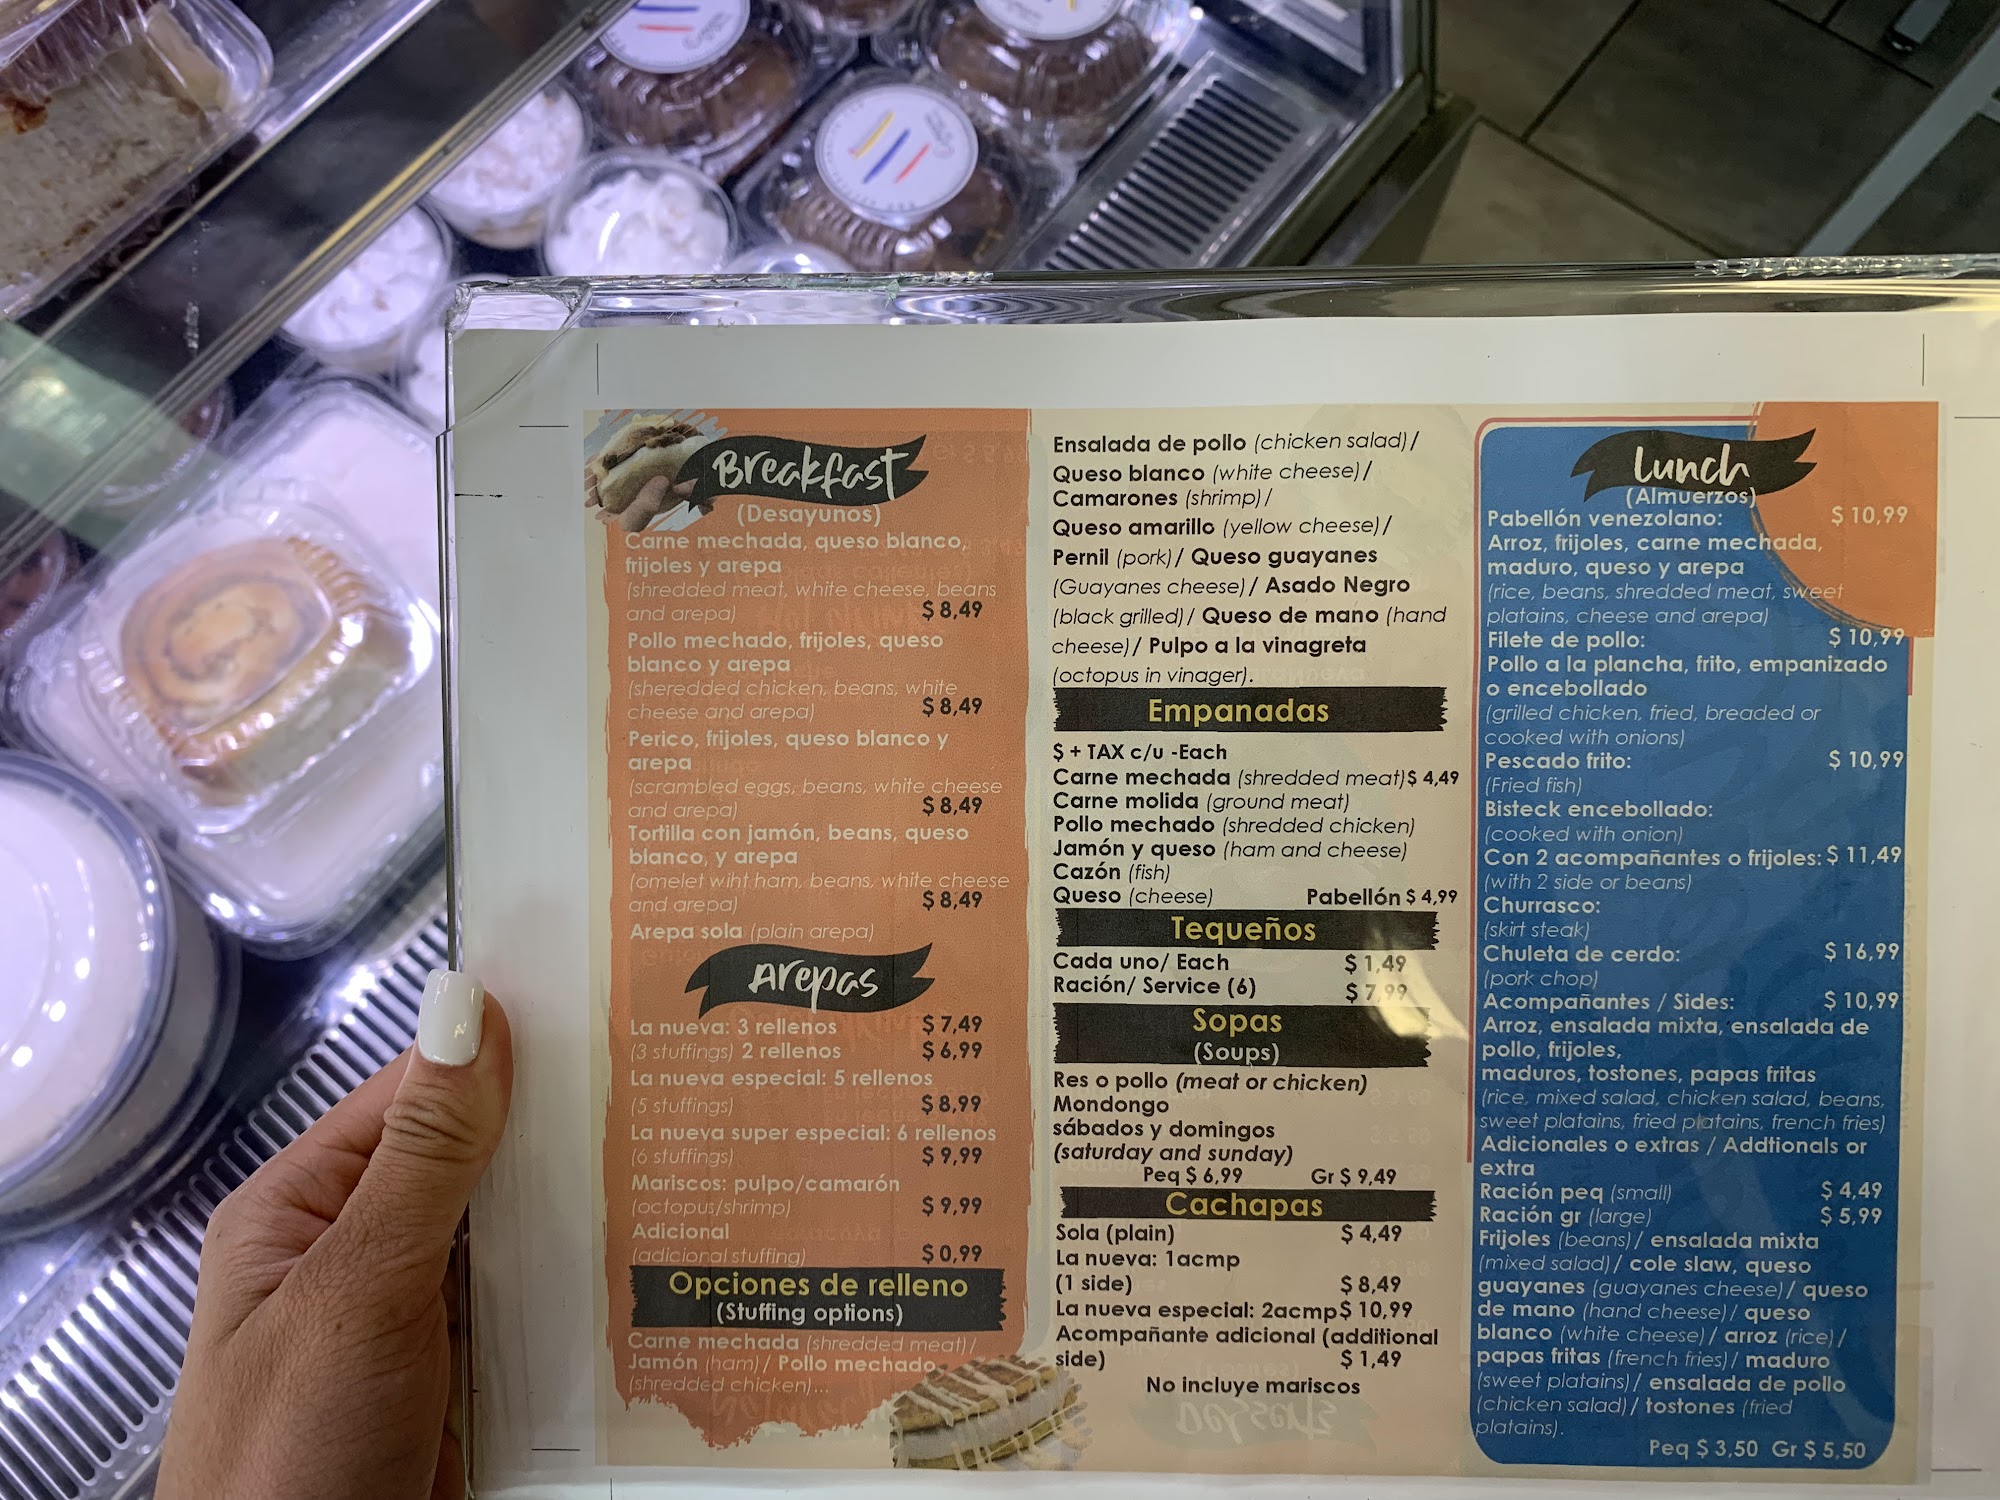 Breakfast
(Desayunos)
Carne mechada, queso blanco,
frijoles y arepa
(shredded meat, white cheese, beans
and arepa) $ 8,49
Pollo mechado, frijoles, queso
blanco y arepa
(sheredded chicken, beans, white
cheese and arepa) $ 8,49
Perico, frijoles, queso blanco y
arepa
(scrambled eggs, beans, white cheese
and arepa) $ 8,49
Tortilla con jamón, beans, queso
blanco, y arepa
(omelet wiht ham, beans, white cheese
and arepa) $ 8,49
Arepa sola (plain arepa)
Arepas
La nueva: 3 rellenos $ 7,49
(3 stuffings) 2 rellenos $ 6,99
La nueva especial: 5 rellenos
(5 stuffings) $ 8,99
La nueva super especial: 6 rellenos
(6 stuffings) $ 9,99
Mariscos: pulpo/camarón
(octopus/shrimp) $ 9,99
Adicional
(adicional stuffing) $ 0,99
Opciones de relleno
(Stuffing options)
Carne mechada (shredded meat)/
Jamón (ham)/ Pollo mechado
(shredded chicken)...
Ensalada de pollo (chicken salad)/
Queso blanco (white cheese)/
Camarones (shrimp)/
Queso amarillo (yellow cheese)/
Pernil (pork)/ Queso guayanes
(Guayanes cheese)/ Asado Negro
(black grilled)/ Queso de mano (hand
cheese)/ Pulpo a la vinagreta
(octopus in vinager).
Empanadas
$ + TAX c/u -Each
Carne mechada (shredded meat)$ 4,49
Carne molida (ground meat)
Pollo mechado (shredded chicken)
Jamón y queso (ham and cheese)
Cazón (fish)
Queso (cheese) Pabellón $ 4,99
Tequeños
Cada uno/ Each $ 1,49
Ración/ Service (6) $ 7,99
Sopas
(Soups)
Res o pollo (meat or chicken)
Mondongo
sábados y domingos
(saturday and sunday)
Peq $ 6,99 Gr $ 9,49
Cachapas
Sola (plain) $ 4,49
La nueva: 1acmp
(1 side) $ 8,49
La nueva especial: 2acmp$ 10,99
Acompañante adicional (additional
side) $ 1,49
No incluye mariscos
Lunch
(Almuerzos)
Pabellón venezolano: $ 10,99
Arroz, frijoles, carne mechada,
maduro, queso y arepa
(rice, beans, shredded meat, sweet
platains, cheese and arepa)
Filete de pollo: $ 10,99
Pollo a la plancha, frito, empanizado
o encebollado
(grilled chicken, fried, breaded or
cooked with onions)
Pescado frito: $ 10,99
(Fried fish)
Bisteck encebollado:
(cooked with onion)
Con 2 acompañantes o frijoles: $ 11,49
(with 2 side or beans)
Churrasco:
(skirt steak)
Chuleta de cerdo: $ 16,99
(pork chop)
Acompañantes / Sides: $ 10,99
Arroz, ensalada mixta, ensalada de
pollo, frijoles,
maduros, tostones, papas fritas
(rice, mixed salad, chicken salad, beans,
sweet platains, fried platains, french fries)
Adicionales o extras / Addtionals or
extra
Ración peq (small) $ 4,49
Ración gr (large) $ 5,99
Frijoles (beans)/ ensalada mixta
(mixed salad)/ cole slaw, queso
guayanes (guayanes cheese)/ queso
de mano (hand cheese)/ queso
blanco (white cheese)/ arroz (rice)/
papas fritas (french fries)/ maduro
(sweet platains)/ ensalada de pollo
(chicken salad)/ tostones (fried
platains).
Peq $ 3,50 Gr $ 5,50